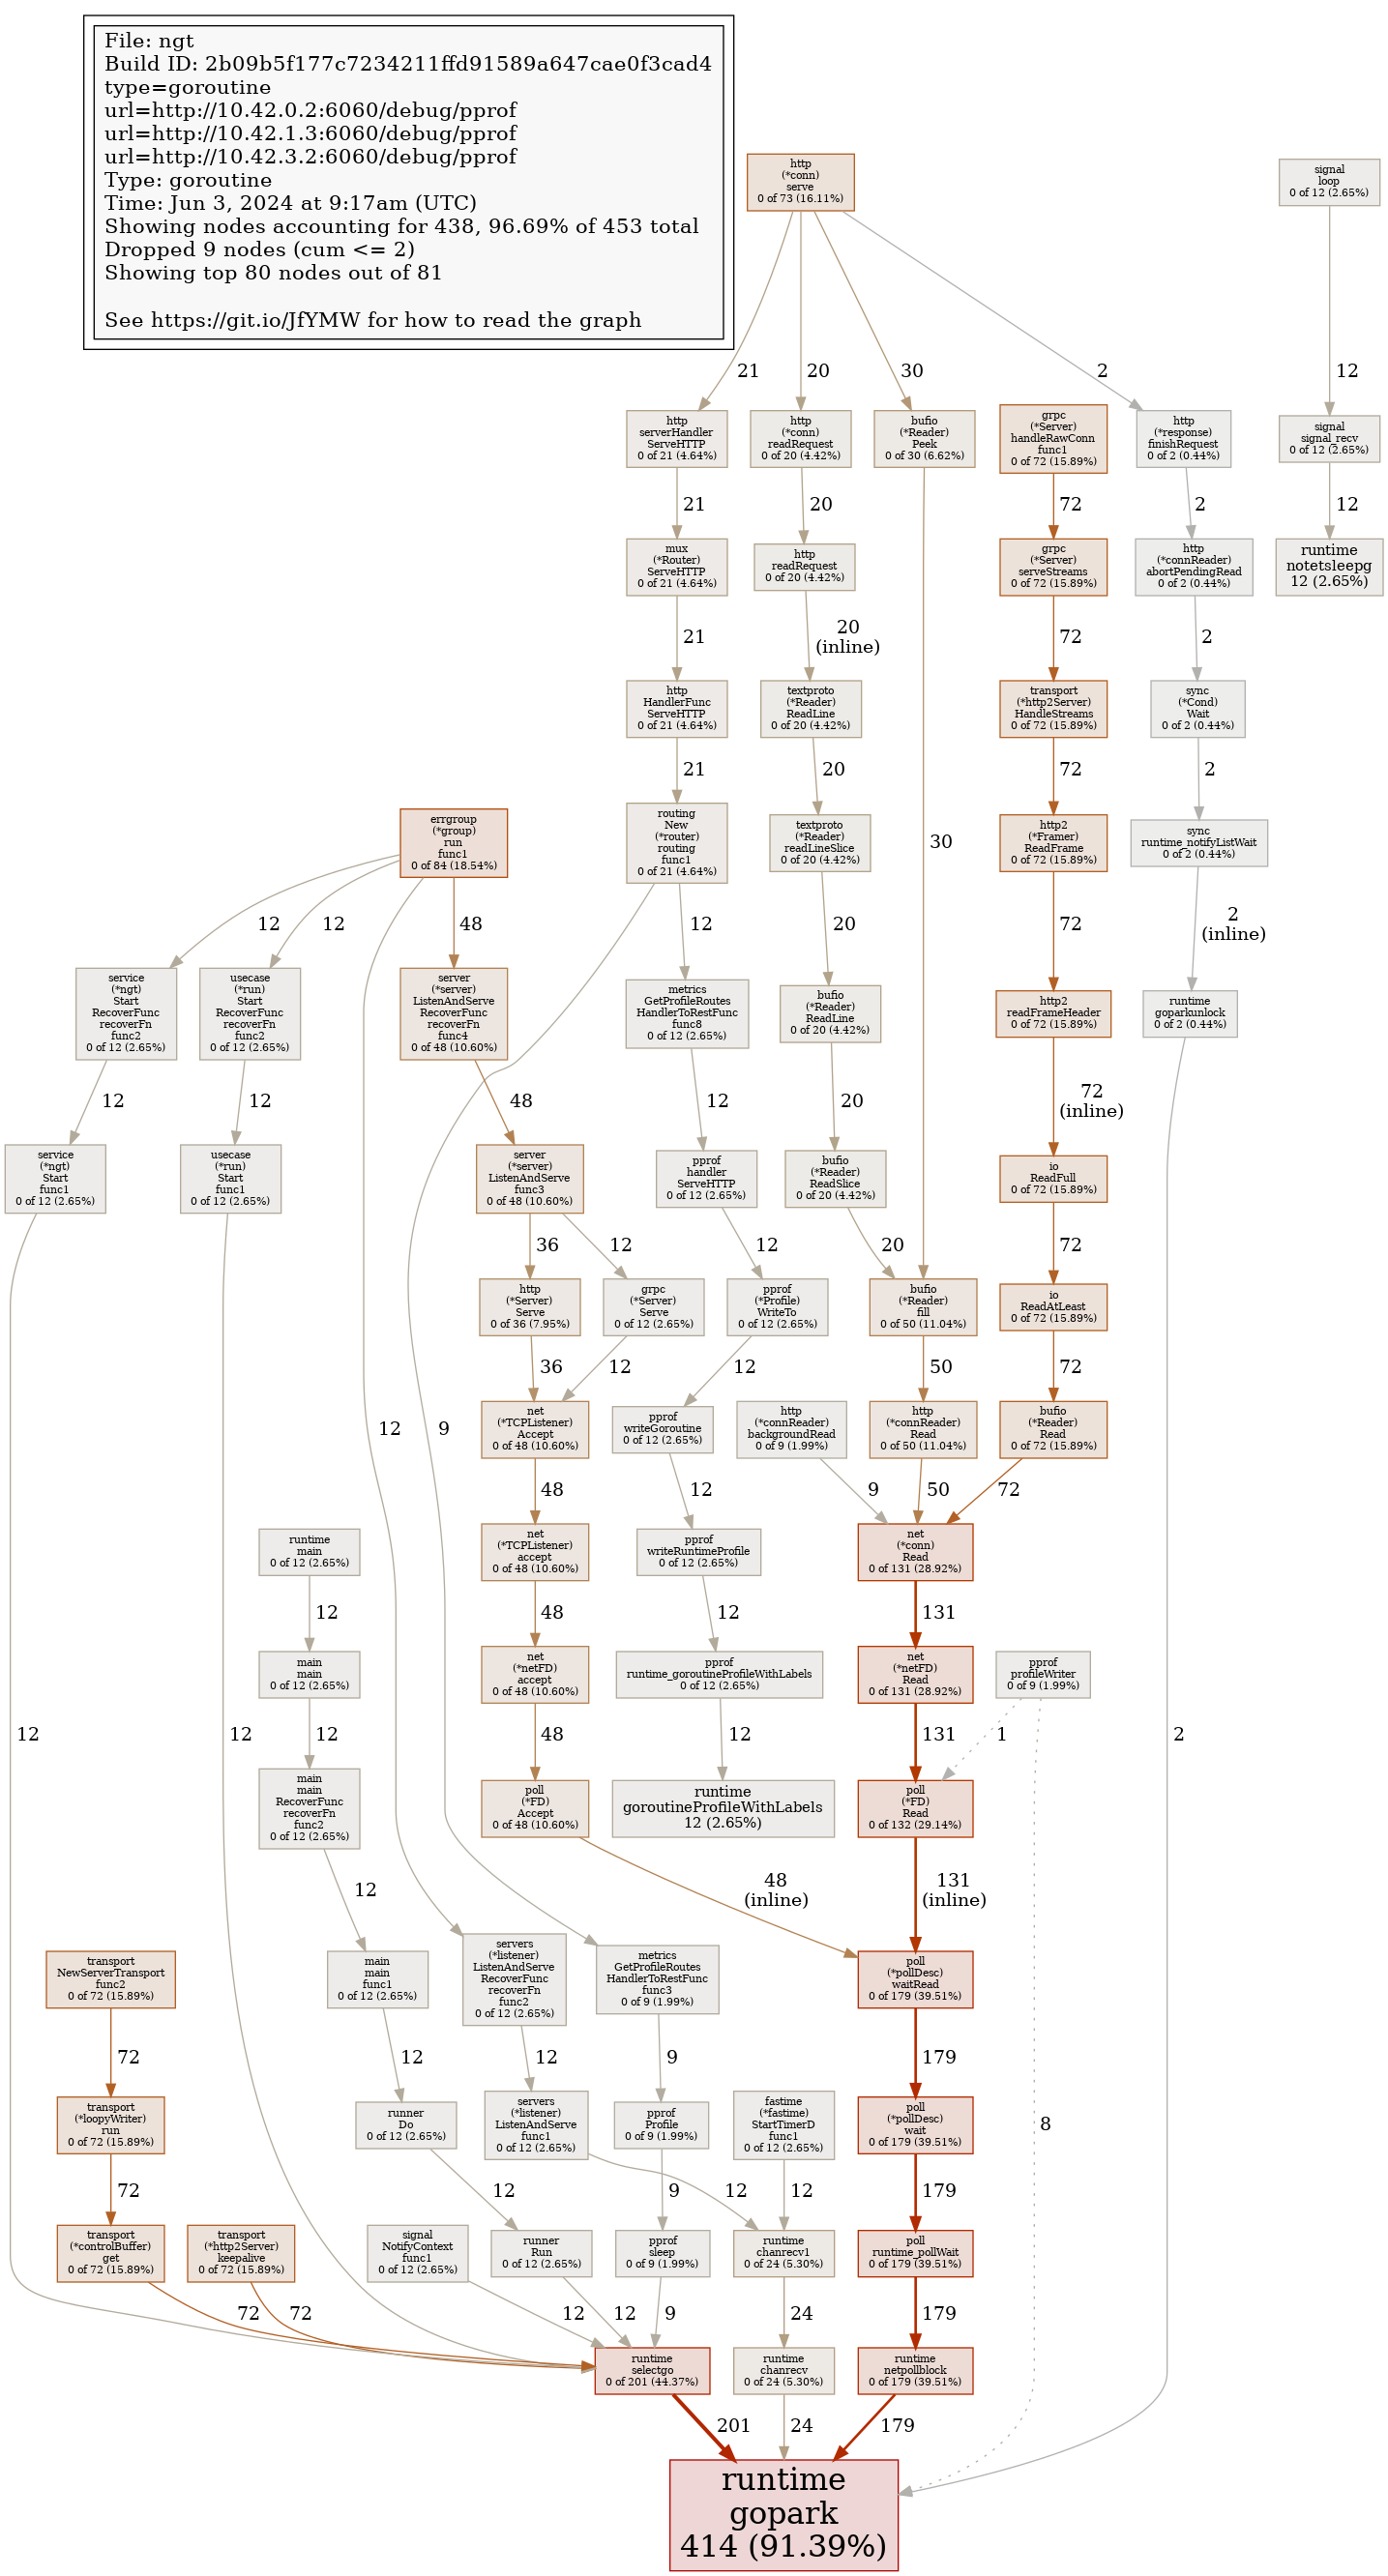 File: ngt
Build ID: 2b09b5f177c7234211ffd91589a647cae0f3cad4
type=goroutine
url=http://10.42.0.2:6060/debug/pprof
url=http://10.42.1.3:6060/debug/pprof
url=http://10.42.3.2:6060/debug/pprof
Type: goroutine
Time: Jun 3, 2024 at 9:17am (UTC)
Showing nodes accounting for 438, 96.69% of 453 total
Dropped 9 nodes (cum <= 2)
Showing top 80 nodes out of 81
See https://git.io/JfYMW for how to read the graph
http
(*conn)
serve
0 of 73 (16.11%)
signal
loop
0 of 12 (2.65%)
21
20
30
2
12
http
serverHandler
ServeHTTP
0 of 21 (4.64%)
http
(*conn)
readRequest
0 of 20 (4.42%)
bufio
(*Reader)
Peek
0 of 30 (6.62%)
grpc
(*Server)
handleRawConn
func1
0 of 72 (15.89%)
http
(*response)
finishRequest
0 of 2 (0.44%)
signal
signal_recv
0 of 12 (2.65%)
21
20
72
2
12
mux
(*Router)
ServeHTTP
0 of 21 (4.64%)
http
readRequest
0 of 20 (4.42%)
grpc
(*Server)
serveStreams
0 of 72 (15.89%)
http
(*connReader)
abortPendingRead
0 of 2 (0.44%)
runtime
notetsleepg
12 (2.65%)
21
20
(inline)
72
2
http
HandlerFunc
ServeHTTP
0 of 21 (4.64%)
textproto
(*Reader)
ReadLine
0 of 20 (4.42%)
transport
(*http2Server)
HandleStreams
0 of 72 (15.89%)
sync
(*Cond)
Wait
0 of 2 (0.44%)
21
20
72
2
errgroup
(*group)
run
func1
0 of 84 (18.54%)
routing
New
(*router)
routing
func1
0 of 21 (4.64%)
textproto
(*Reader)
readLineSlice
0 of 20 (4.42%)
30
http2
(*Framer)
ReadFrame
0 of 72 (15.89%)
sync
runtime_notifyListWait
0 of 2 (0.44%)
12
12
48
12
20
72
2
(inline)
service
(*ngt)
Start
RecoverFunc
recoverFn
func2
0 of 12 (2.65%)
usecase
(*run)
Start
RecoverFunc
recoverFn
func2
0 of 12 (2.65%)
server
(*server)
ListenAndServe
RecoverFunc
recoverFn
func4
0 of 48 (10.60%)
metrics
GetProfileRoutes
HandlerToRestFunc
func8
0 of 12 (2.65%)
bufio
(*Reader)
ReadLine
0 of 20 (4.42%)
http2
readFrameHeader
0 of 72 (15.89%)
runtime
goparkunlock
0 of 2 (0.44%)
12
12
48
12
20
72
(inline)
service
(*ngt)
Start
func1
0 of 12 (2.65%)
usecase
(*run)
Start
func1
0 of 12 (2.65%)
server
(*server)
ListenAndServe
func3
0 of 48 (10.60%)
pprof
handler
ServeHTTP
0 of 12 (2.65%)
bufio
(*Reader)
ReadSlice
0 of 20 (4.42%)
io
ReadFull
0 of 72 (15.89%)
36
12
12
20
72
http
(*Server)
Serve
0 of 36 (7.95%)
grpc
(*Server)
Serve
0 of 12 (2.65%)
pprof
(*Profile)
WriteTo
0 of 12 (2.65%)
bufio
(*Reader)
fill
0 of 50 (11.04%)
io
ReadAtLeast
0 of 72 (15.89%)
36
12
12
50
72
12
9
net
(*TCPListener)
Accept
0 of 48 (10.60%)
pprof
writeGoroutine
0 of 12 (2.65%)
http
(*connReader)
backgroundRead
0 of 9 (1.99%)
http
(*connReader)
Read
0 of 50 (11.04%)
bufio
(*Reader)
Read
0 of 72 (15.89%)
48
12
9
50
72
runtime
main
0 of 12 (2.65%)
net
(*TCPListener)
accept
0 of 48 (10.60%)
pprof
writeRuntimeProfile
0 of 12 (2.65%)
net
(*conn)
Read
0 of 131 (28.92%)
12
48
12
131
main
main
0 of 12 (2.65%)
net
(*netFD)
accept
0 of 48 (10.60%)
pprof
runtime_goroutineProfileWithLabels
0 of 12 (2.65%)
net
(*netFD)
Read
0 of 131 (28.92%)
pprof
profileWriter
0 of 9 (1.99%)
12
12
12
48
12
131
1
2
main
main
RecoverFunc
recoverFn
func2
0 of 12 (2.65%)
poll
(*FD)
Accept
0 of 48 (10.60%)
runtime
goroutineProfileWithLabels
12 (2.65%)
poll
(*FD)
Read
0 of 132 (29.14%)
12
48
(inline)
131
(inline)
transport
NewServerTransport
func2
0 of 72 (15.89%)
main
main
func1
0 of 12 (2.65%)
servers
(*listener)
ListenAndServe
RecoverFunc
recoverFn
func2
0 of 12 (2.65%)
metrics
GetProfileRoutes
HandlerToRestFunc
func3
0 of 9 (1.99%)
poll
(*pollDesc)
waitRead
0 of 179 (39.51%)
72
12
12
9
179
transport
(*loopyWriter)
run
0 of 72 (15.89%)
runner
Do
0 of 12 (2.65%)
servers
(*listener)
ListenAndServe
func1
0 of 12 (2.65%)
pprof
Profile
0 of 9 (1.99%)
fastime
(*fastime)
StartTimerD
func1
0 of 12 (2.65%)
poll
(*pollDesc)
wait
0 of 179 (39.51%)
8
72
12
9
12
12
179
transport
(*controlBuffer)
get
0 of 72 (15.89%)
transport
(*http2Server)
keepalive
0 of 72 (15.89%)
signal
NotifyContext
func1
0 of 12 (2.65%)
runner
Run
0 of 12 (2.65%)
pprof
sleep
0 of 9 (1.99%)
runtime
chanrecv1
0 of 24 (5.30%)
poll
runtime_pollWait
0 of 179 (39.51%)
72
72
12
12
9
24
179
runtime
selectgo
0 of 201 (44.37%)
runtime
chanrecv
0 of 24 (5.30%)
runtime
netpollblock
0 of 179 (39.51%)
201
24
179
runtime
gopark
414 (91.39%)